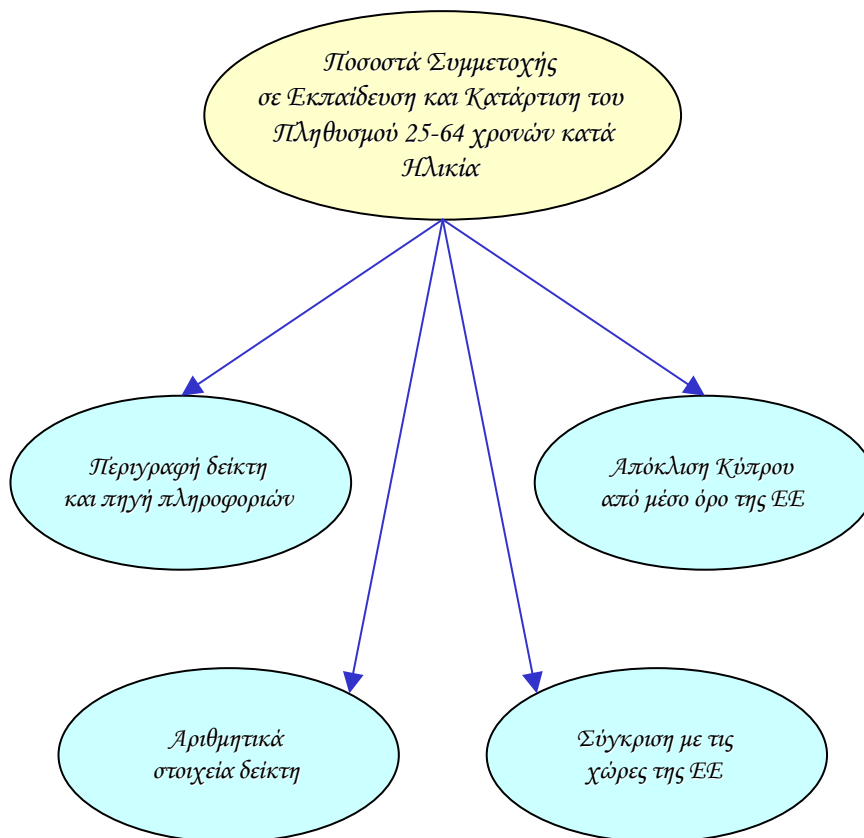 Ποσοστά Συμμετοχής
σε Εκπαίδευση και Κατάρτιση του
Πληθυσμού 25-64 χρονών κατά
Ηλικία
Περιγραφή δείκτη
και πηγή πληροφοριών
Απόκλιση Κύπρου
από μέσο όρο της ΕΕ
Αριθμητικά
στοιχεία δείκτη
Σύγκριση με τις
χώρες της ΕΕ